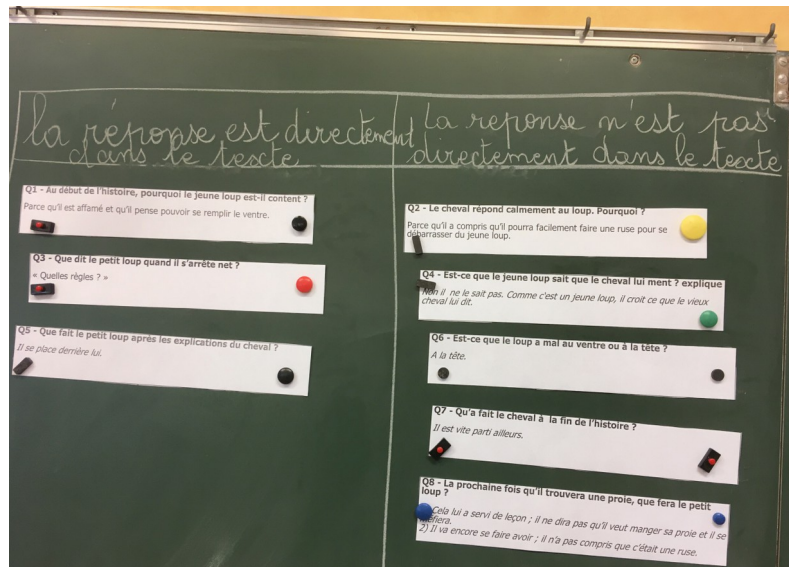 la réponse est directement
dans le texte
La reponse n'est pas
directement dans le texte
Q1 - Au début de l'histoire, pourquoi le jeune loup est-il content ?
Parce qu'il est affamé et qu'il pense pouvoir se remplir le ventre.
Q3 - Que dit le petit loup quand il s'arrête net ?
« Quelles règles ? »
Q5 - Que fait le petit loup après les explications du cheval ?
Il se place derrière lui.
Q2 - Le cheval répond calmement au loup. Pourquoi ?
Parce qu'il a compris qu'il pourra facilement faire une ruse pour se
débarrasser du jeune loup.
Q4 - Est-ce que le jeune loup sait que le cheval lui ment ? explique
Non il ne le sait pas. Comme c'est un jeune loup, il croit ce que le vieux
cheval lui dit.
Q6 - Est-ce que le loup a mal au ventre ou à la tête ?
A la tête.
Q7 - Qu'a fait le cheval à la fin de l'histoire ?
Il est vite parti ailleurs.
Q8 - La prochaine fois qu'il trouvera une proie, que fera le petit
loup ?
Cela lui a servi de leçon ; il ne dira pas qu'il veut manger sa proie et il se
méfiera.
2) Il va encore se faire avoir ; il n'a pas compris que c'était une ruse.